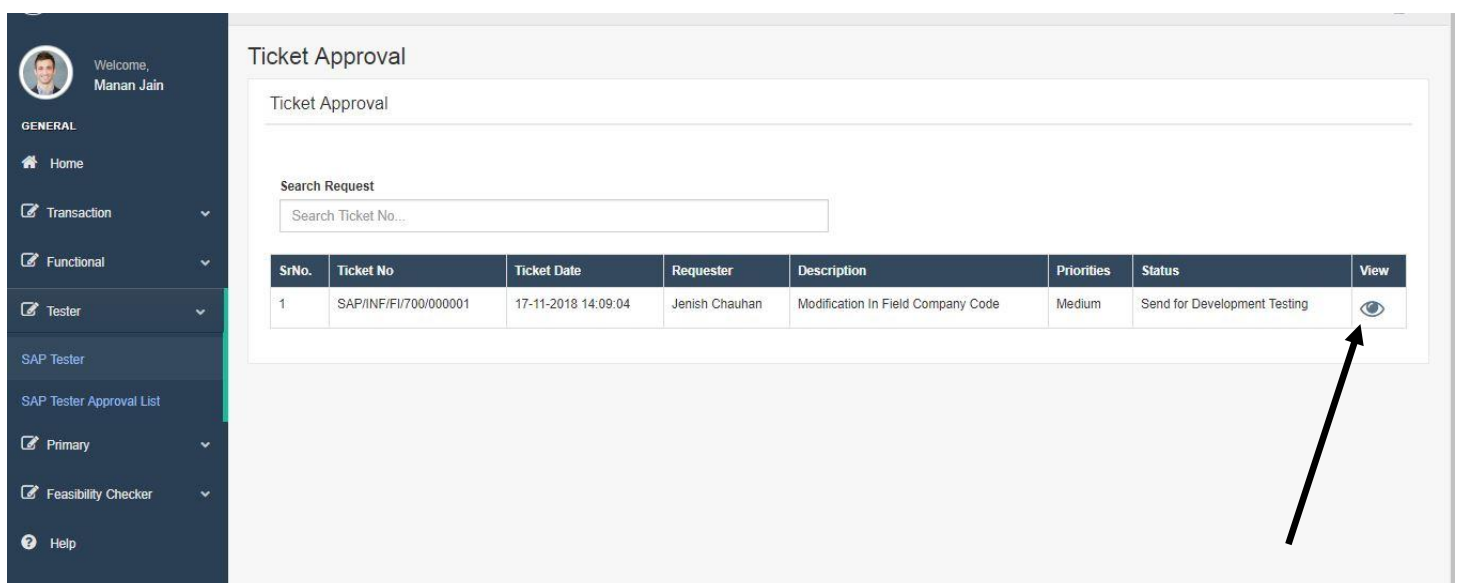 Welcome,
Manan Jain
GENERAL
Home
Transaction
Functional
Tester
SAP Tester
SAP Tester Approval List
Primary
Feasibility Checker
Help
Ticket Approval
Ticket Approval
Search Request
Search Ticket No...
SrNo. Ticket No Ticket Date Requester Description Priorities Status View
1 SAP/INF/FI/700/000001 17-11-2018 14:09:04 Jenish Chauhan Modification In Field Company Code Medium Send for Development Testing